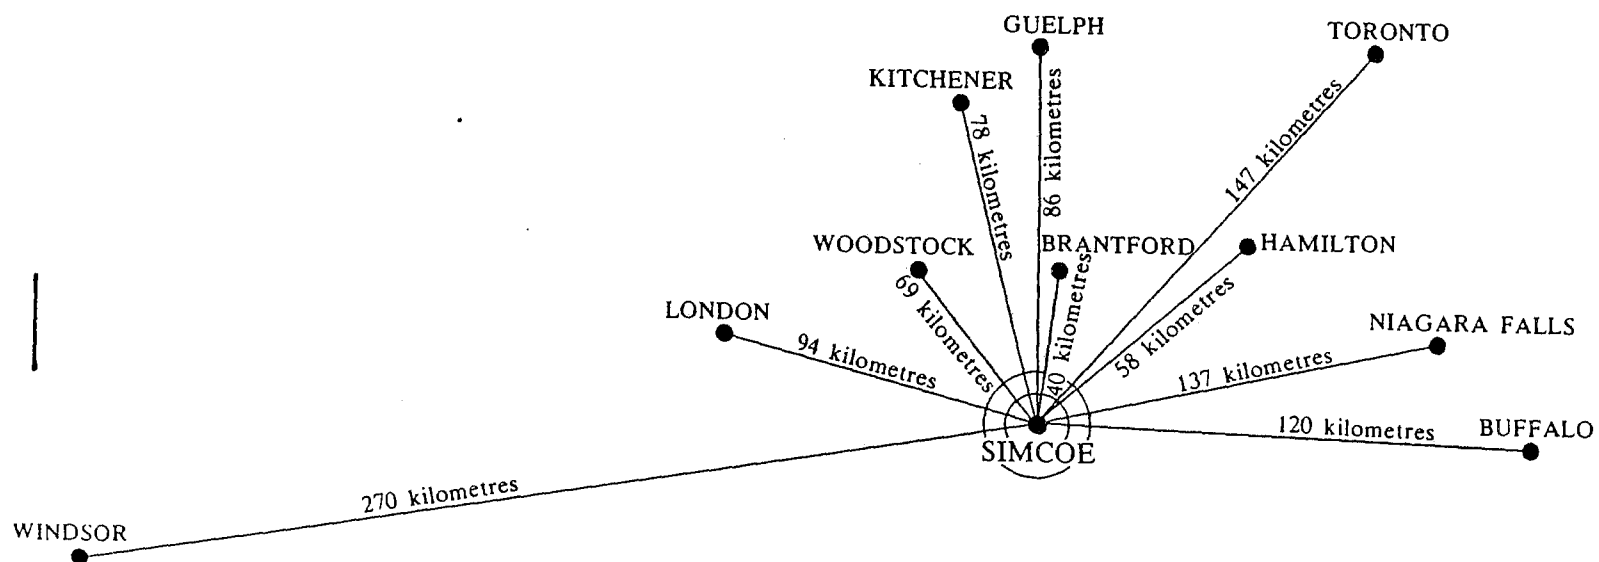 GUELPH
TORONTO
KITCHENER
78 kilometres
86 kilometres
147 kilometres
WOODSTOCK
BRANTFORD
HAMILTON
69 kilometres
40 kilometres
58 kilometres
LONDON
94 kilometres
NIAGARA FALLS
137 kilometres
120 kilometres
BUFFALO
SIMCOE
270 kilometres
WINDSOR